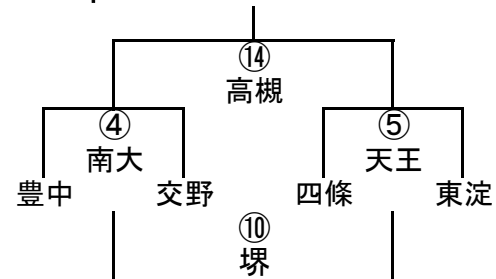 ⑭
高槻
④ ⑤
南大 天王
豊中 交野 四條 東淀
⑩
堺